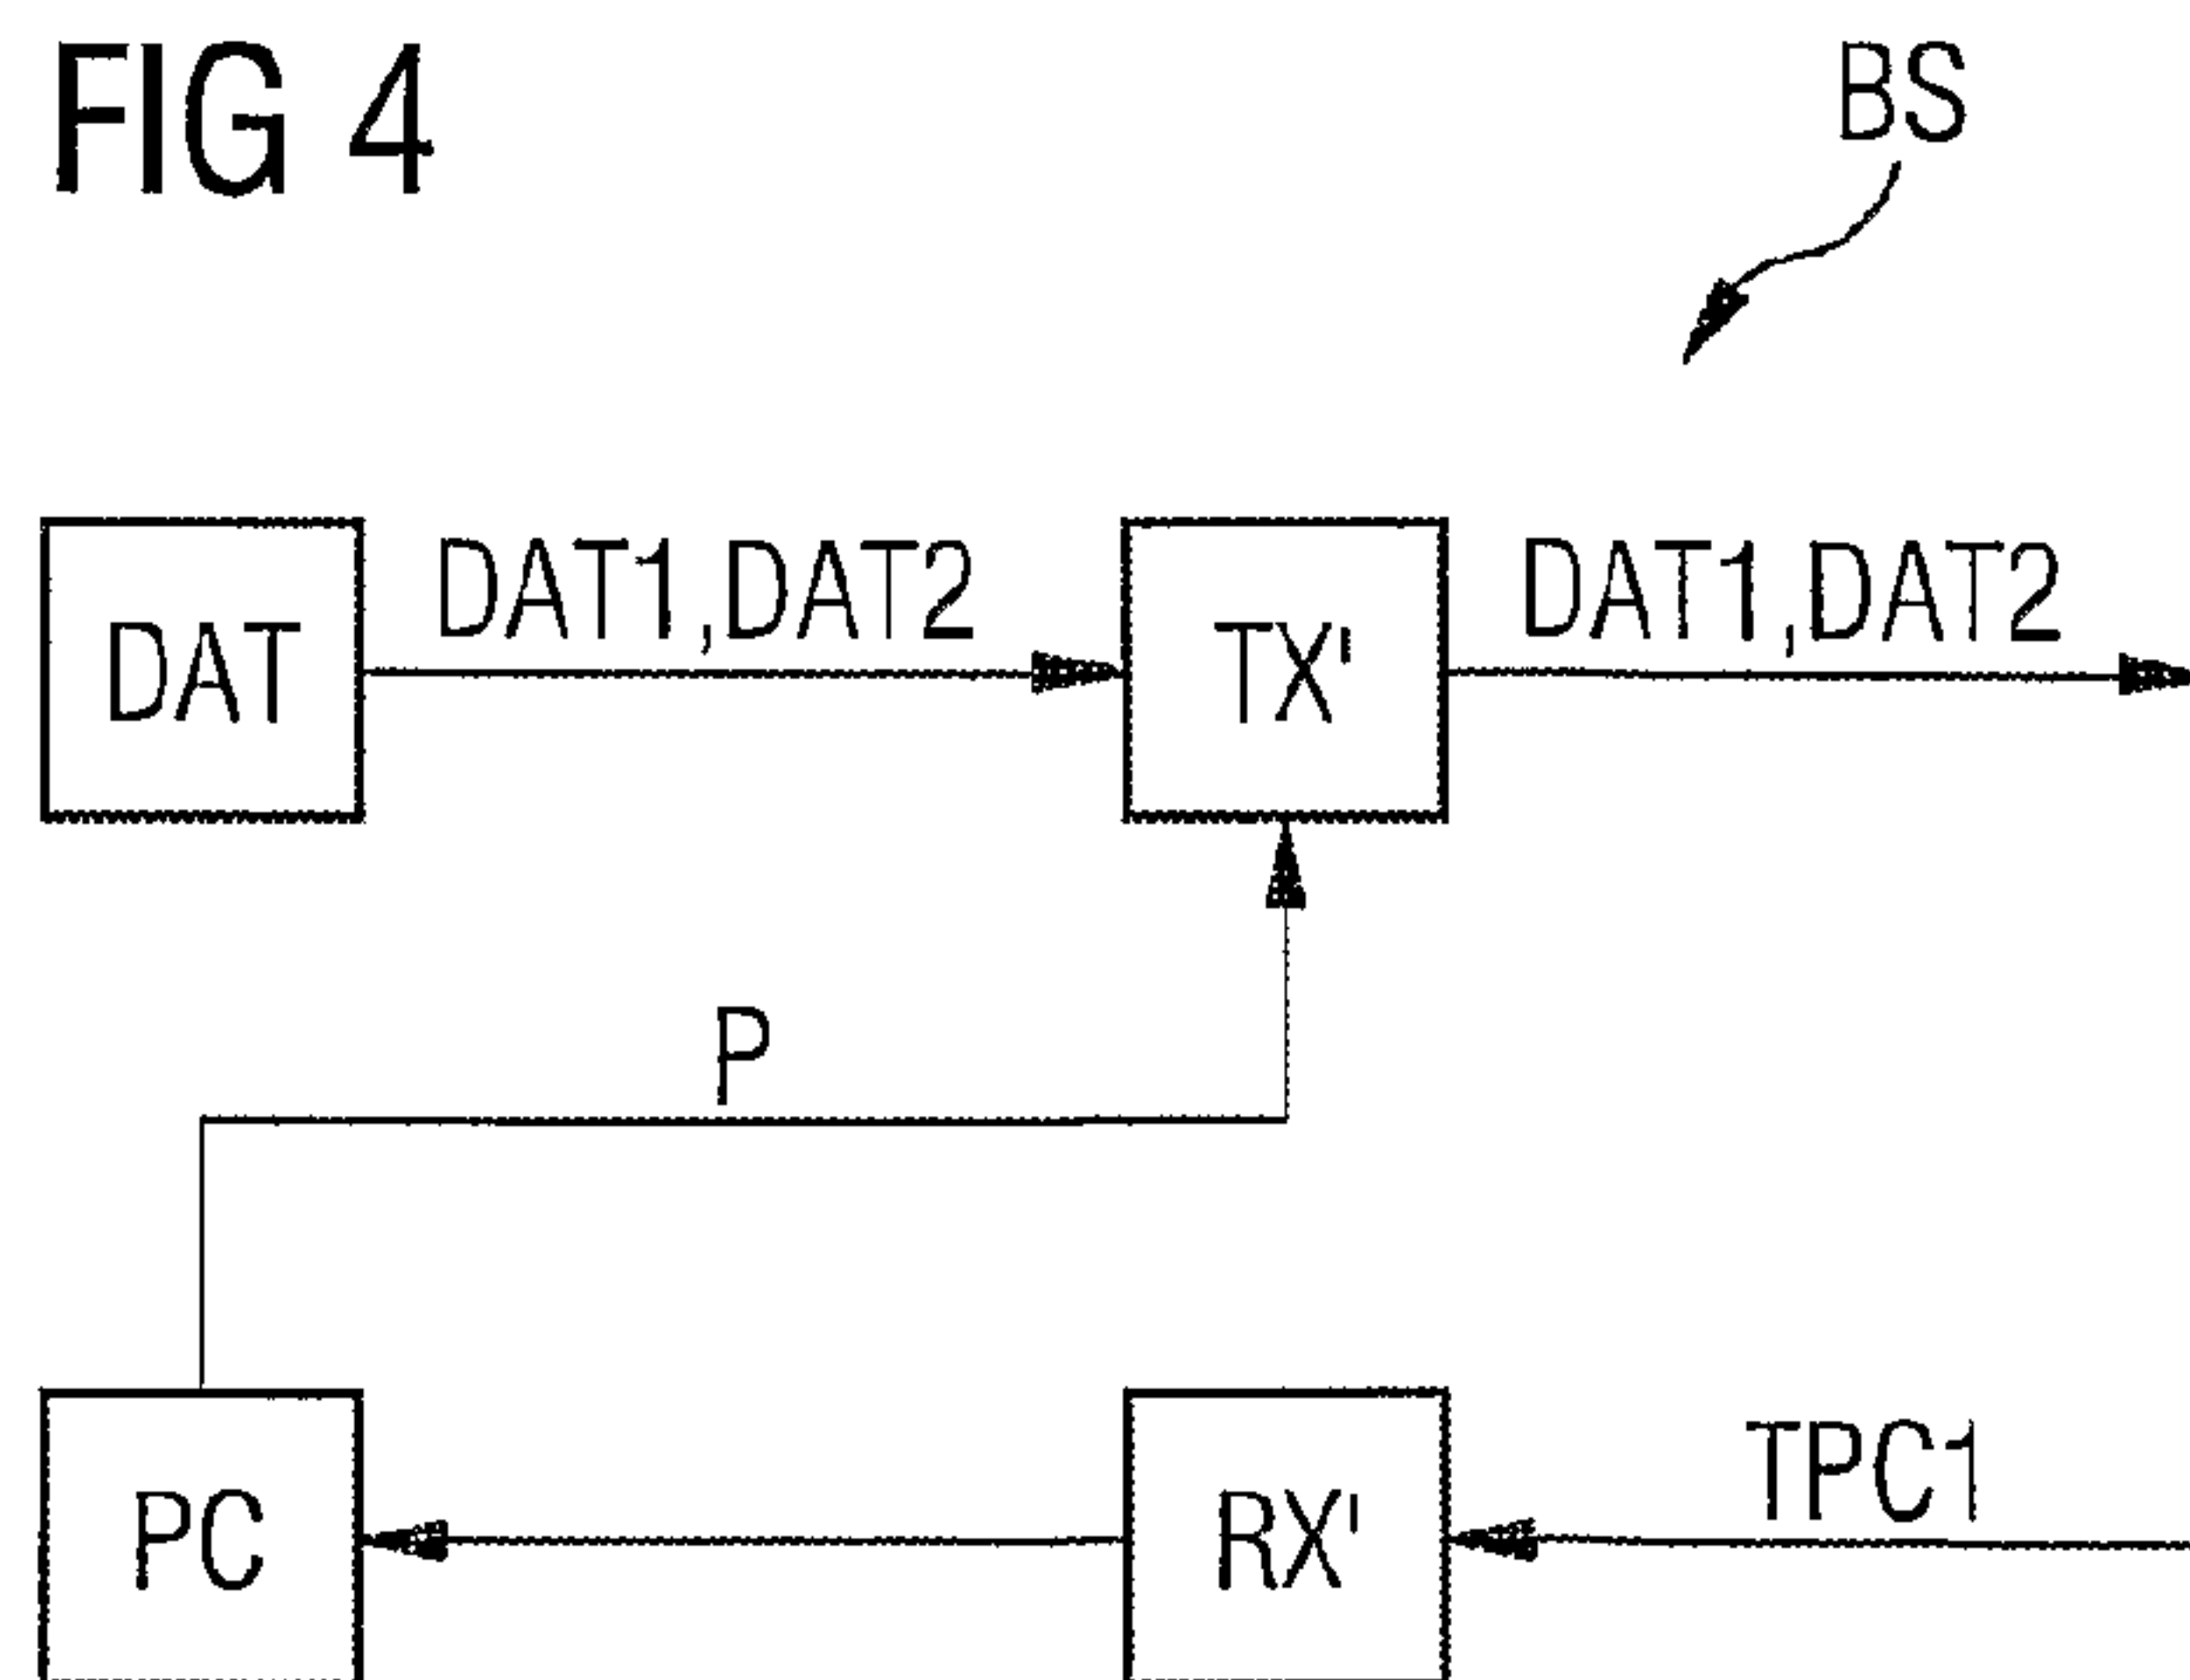 FIG 4
BS
DAT
DAT1,DAT2
TX'
DAT1,DAT2
P
PC
RX'
TPC1